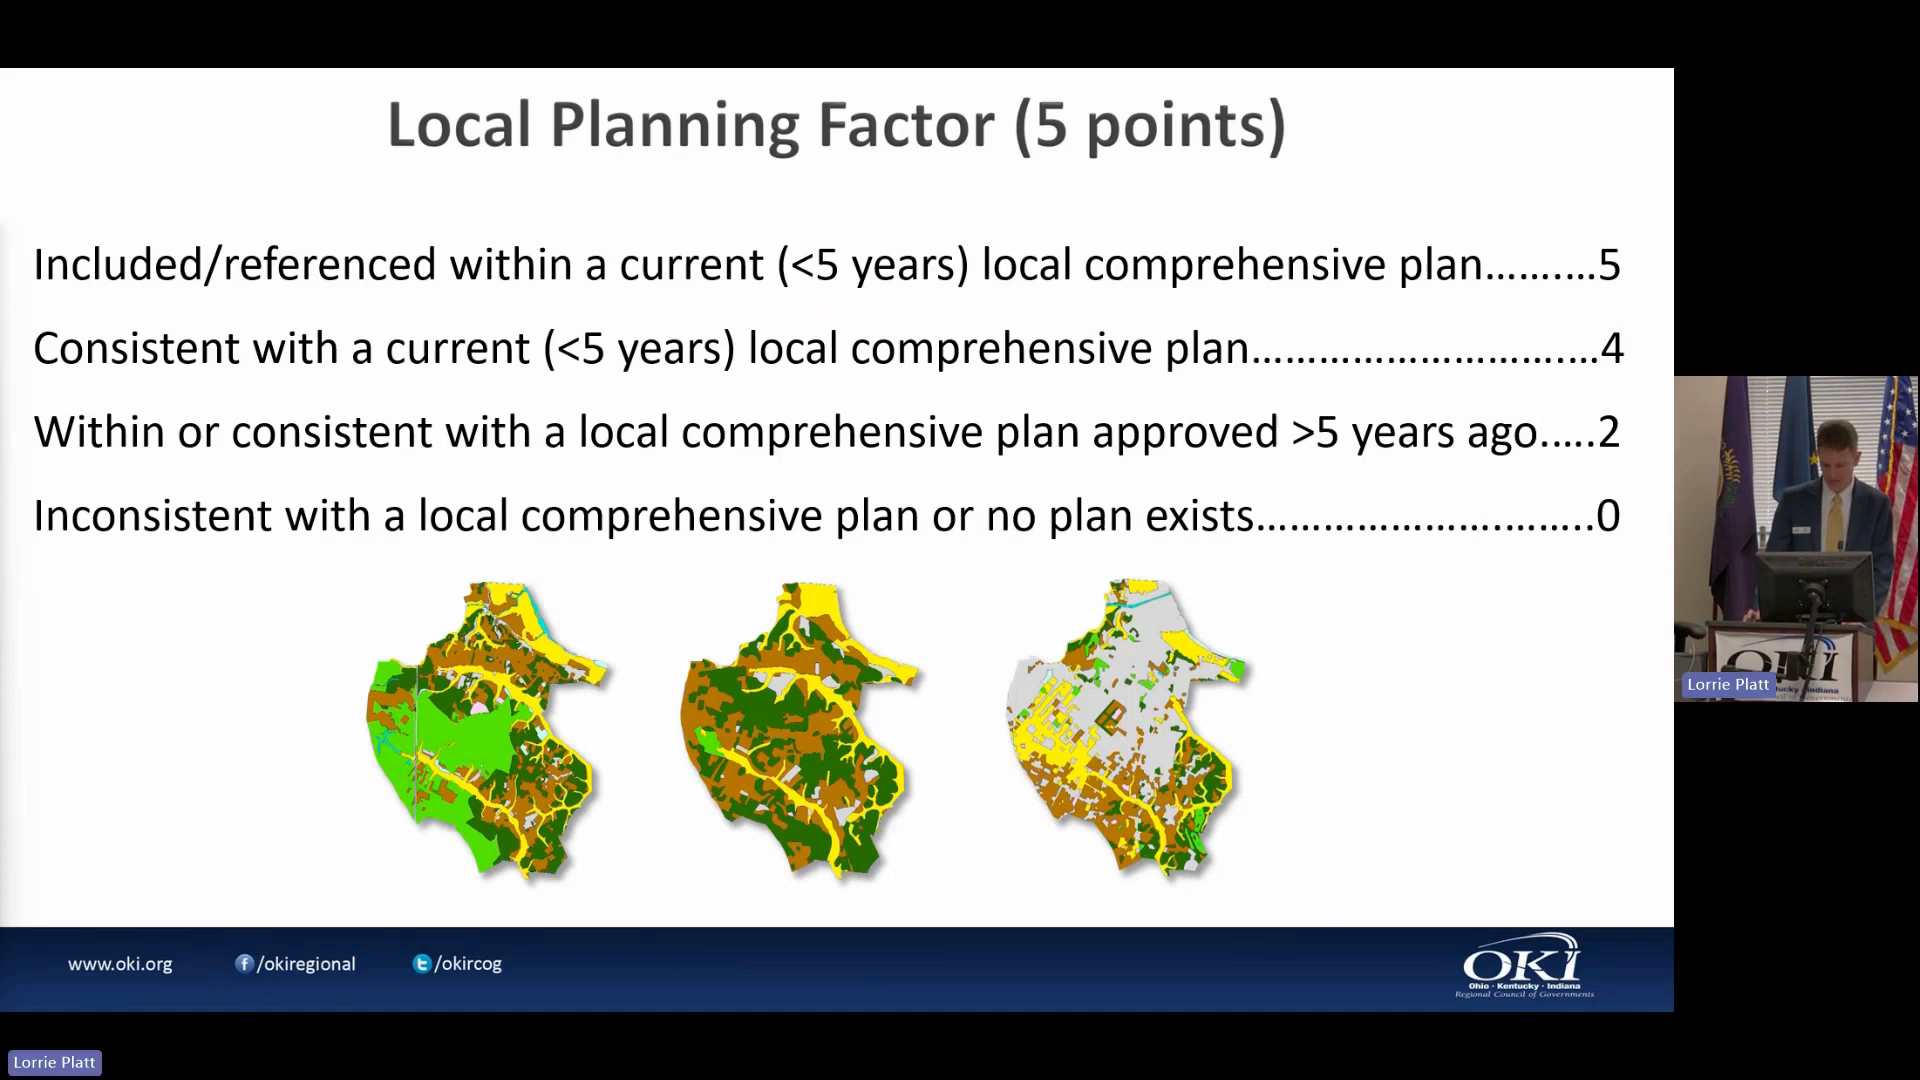 Local Planning Factor (5 points)
Included/referenced within a current (<5 years) local comprehensive plan…….…5
Consistent with a current (<5 years) local comprehensive plan……………………….…4
Within or consistent with a local comprehensive plan approved >5 years ago…..2
Inconsistent with a local comprehensive plan or no plan exists………………….……..0
www.oki.org
/okiregional
/okircog
OKI
Ohio • Kentucky • Indiana
Regional Council of Governments
OKI
Indiana
Lorrie Platt
Lorrie Platt